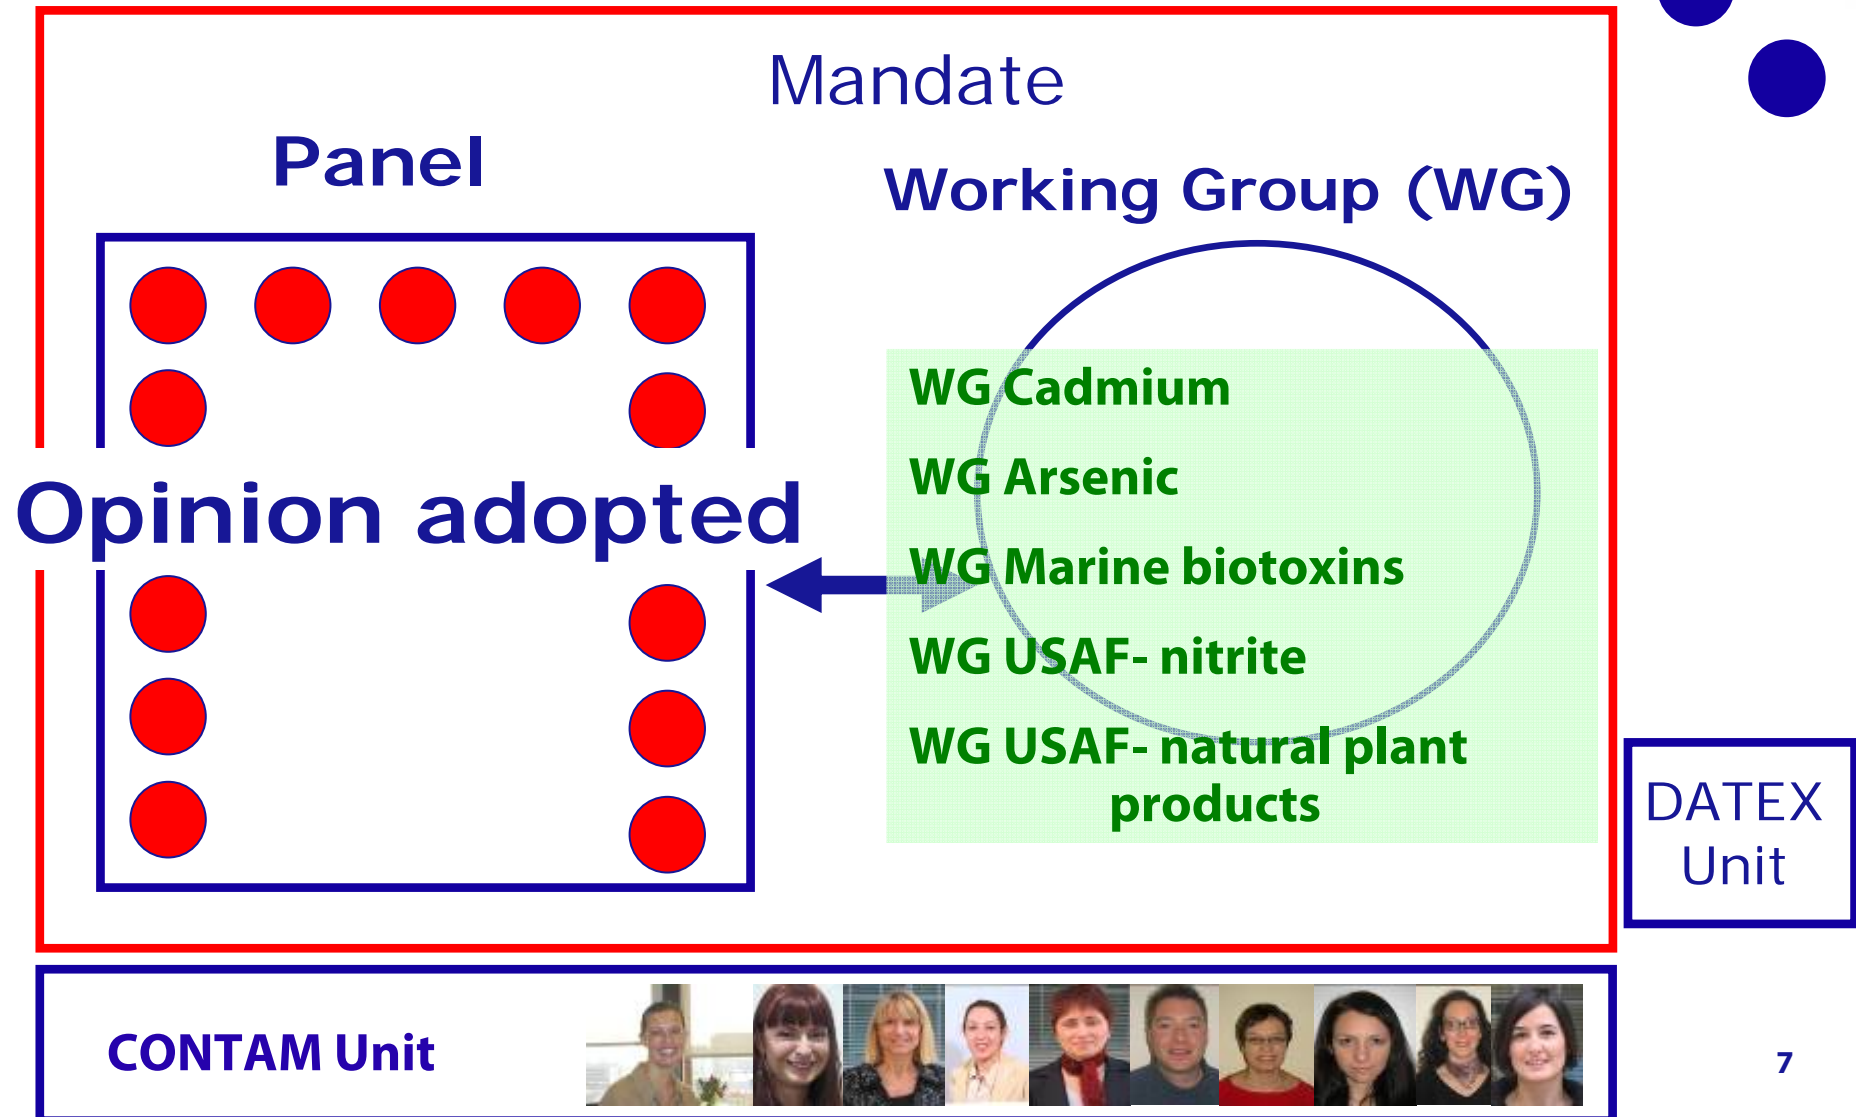 Mandate
Panel
Working Group (WG)
Opinion adopted
WG Cadmium
WG Arsenic
WG Marine biotoxins
WG USAF- nitrite
WG USAF- natural plant
products
DATEX
Unit
CONTAM Unit
7